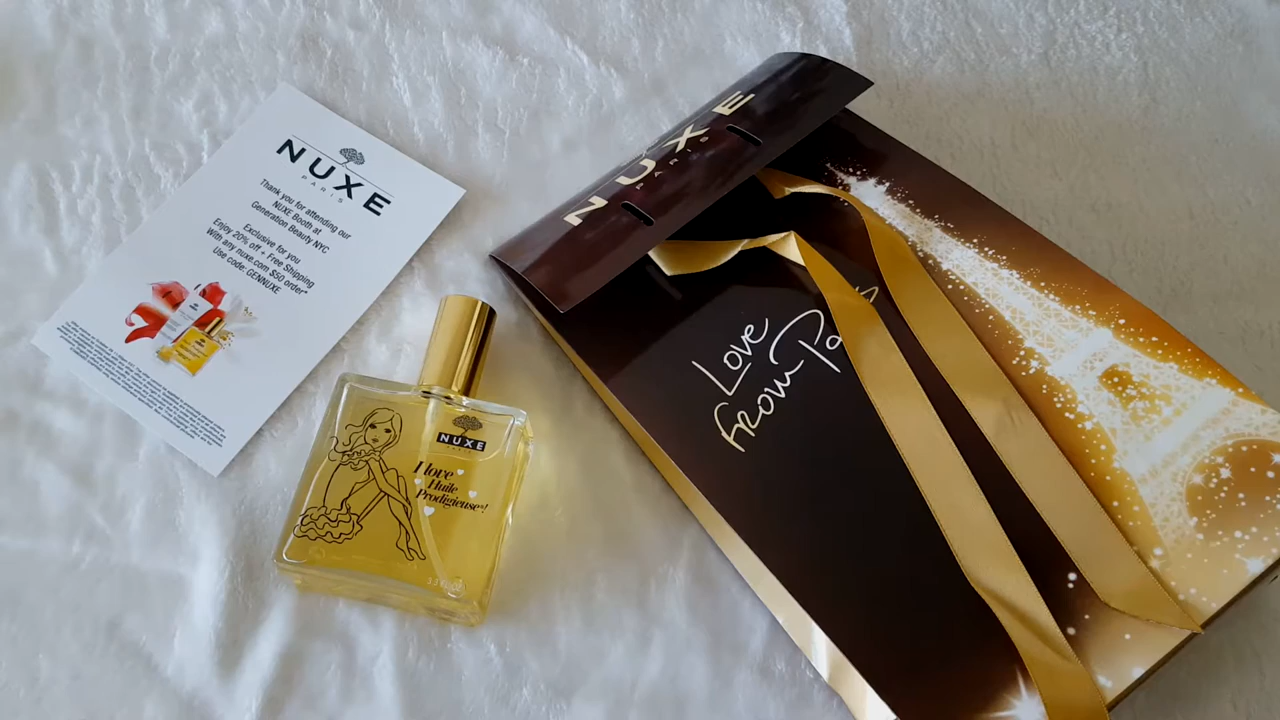 NUXE
PARIS
Thank you for attending our
NUXE Booth at
Generation Beauty NYC
Exclusive for you
Enjoy 20% off + Free Shipping
With any nuxe.com $50 order*
Use code: GENNUXE
NUXE
PARIS
I love
Huile
Prodigieuse®!
NUXE
PARIS
Love
from